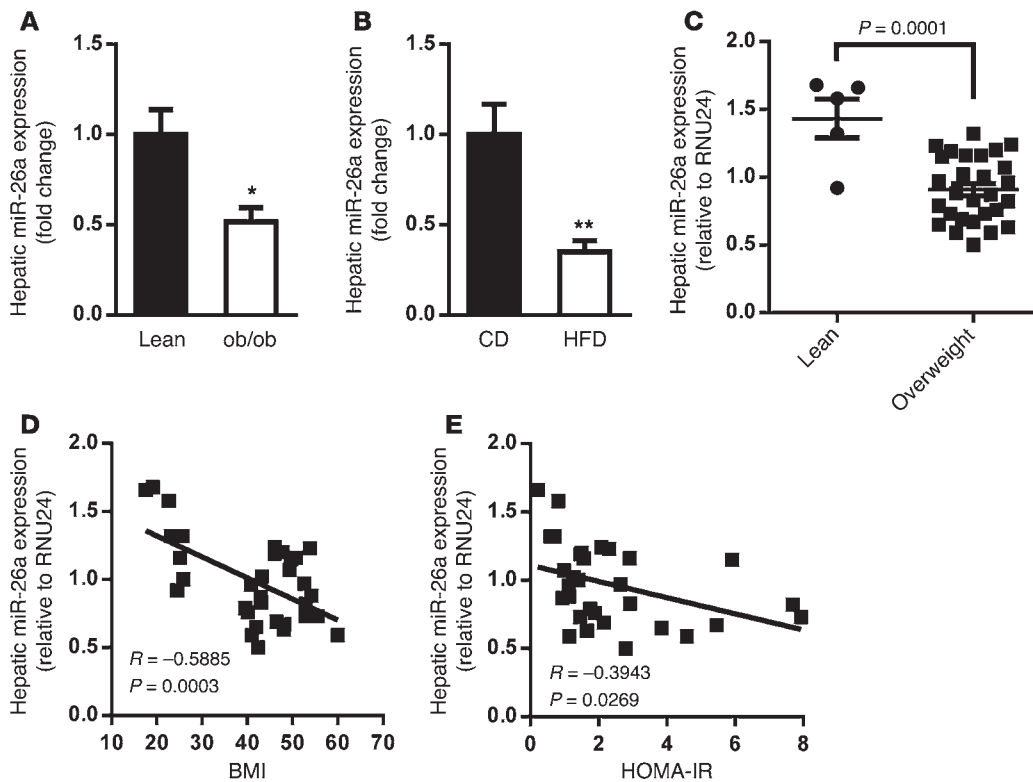 A
Hepatic miR-26a expression
(fold change)
1.5
1.0
0.5
0.0
*
Lean ob/ob
B
Hepatic miR-26a expression
(fold change)
1.5
1.0
0.5
0.0
**
CD HFD
C
Hepatic miR-26a expression
(relative to RNU24)
2.0
1.5
1.0
0.5
0.0
P = 0.0001
Lean
Overweight
D
Hepatic miR-26a expression
(relative to RNU24)
2.0
1.5
1.0
0.5
0.0
R = –0.5885
P = 0.0003
10 20 30 40 50 60 70
BMI
E
Hepatic miR-26a expression
(relative to RNU24)
2.0
1.5
1.0
0.5
0.0
R = –0.3943
P = 0.0269
0 2 4 6 8
HOMA-IR